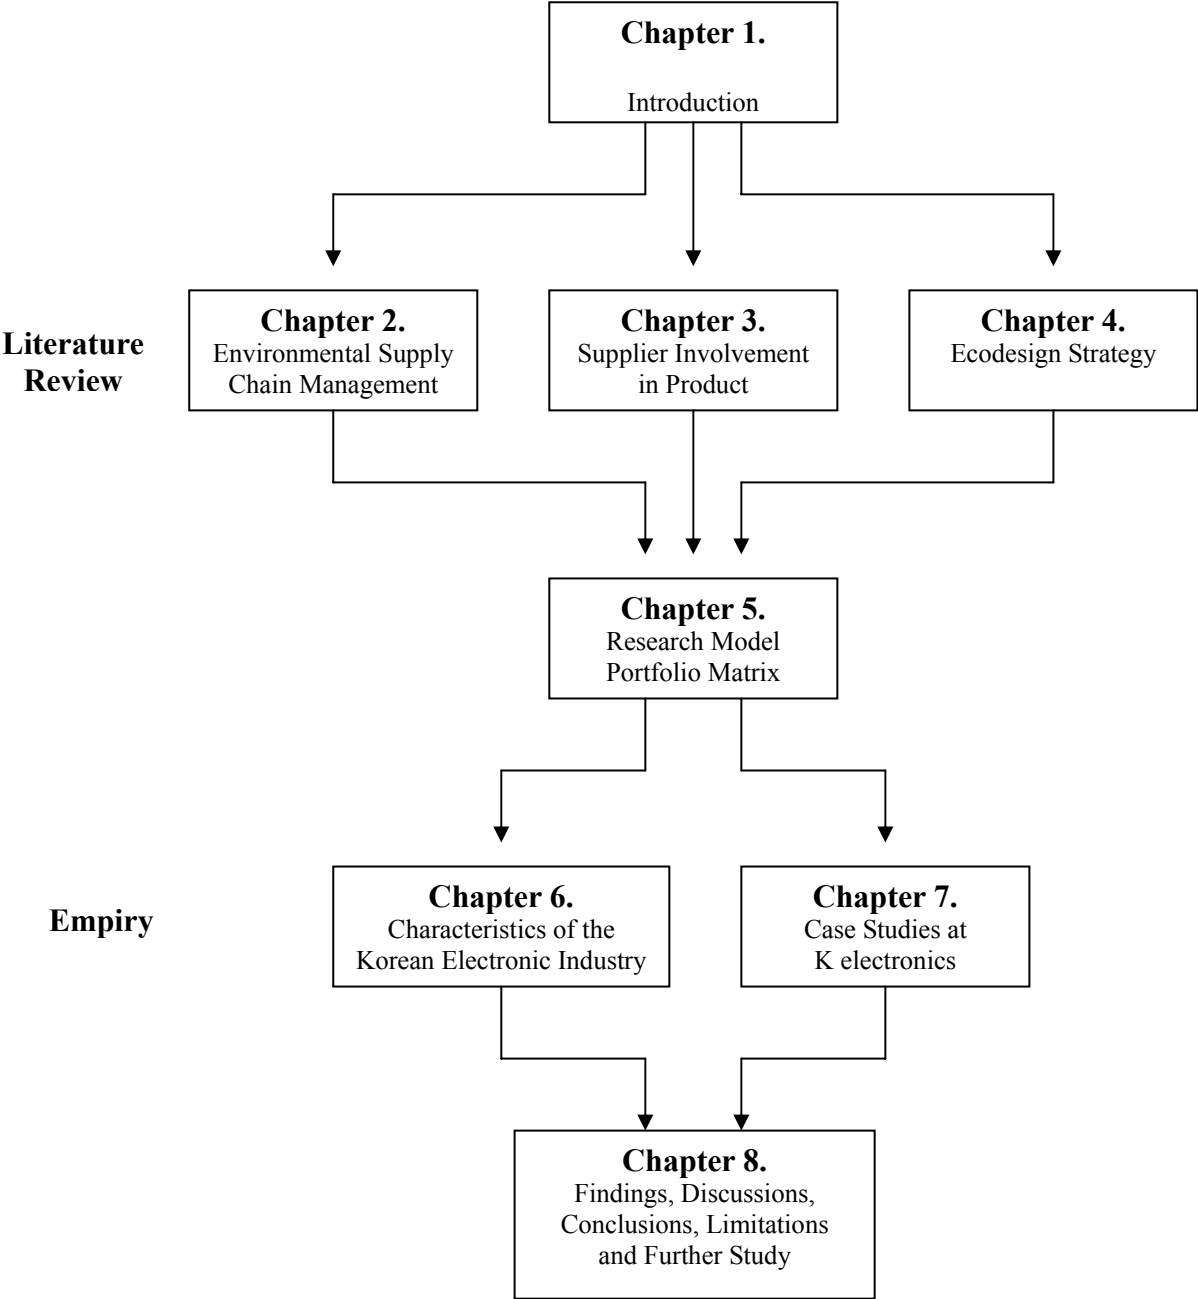 Chapter 1.
Introduction
Literature
Review
Chapter 2.
Environmental Supply
Chain Management
Chapter 3.
Supplier Involvement
in Product
Chapter 4.
Ecodesign Strategy
Chapter 5.
Research Model
Portfolio Matrix
Empiry
Chapter 6.
Characteristics of the
Korean Electronic Industry
Chapter 7.
Case Studies at
K electronics
Chapter 8.
Findings, Discussions,
Conclusions, Limitations
and Further Study